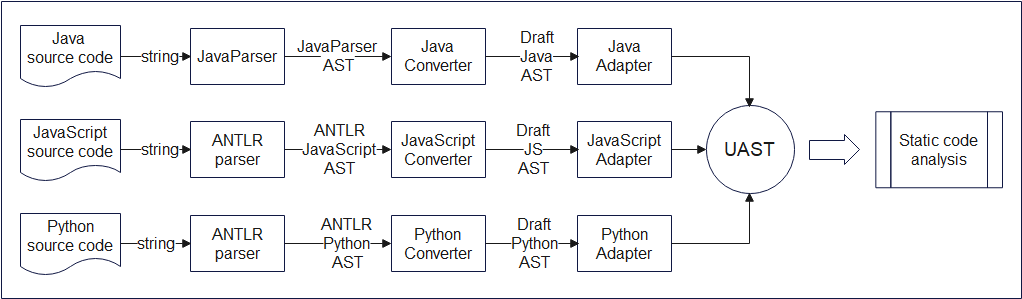 Java
source code
string
JavaParser
JavaParser
AST
Java
Converter
Draft
Java
AST
Java
Adapter
JavaScript
source code
string
ANTLR
parser
ANTLR
JavaScript
AST
JavaScript
Converter
Draft
JS
AST
JavaScript
Adapter
UAST
Static code
analysis
Python
source code
string
ANTLR
parser
ANTLR
Python
AST
Python
Converter
Draft
Python
AST
Python
Adapter